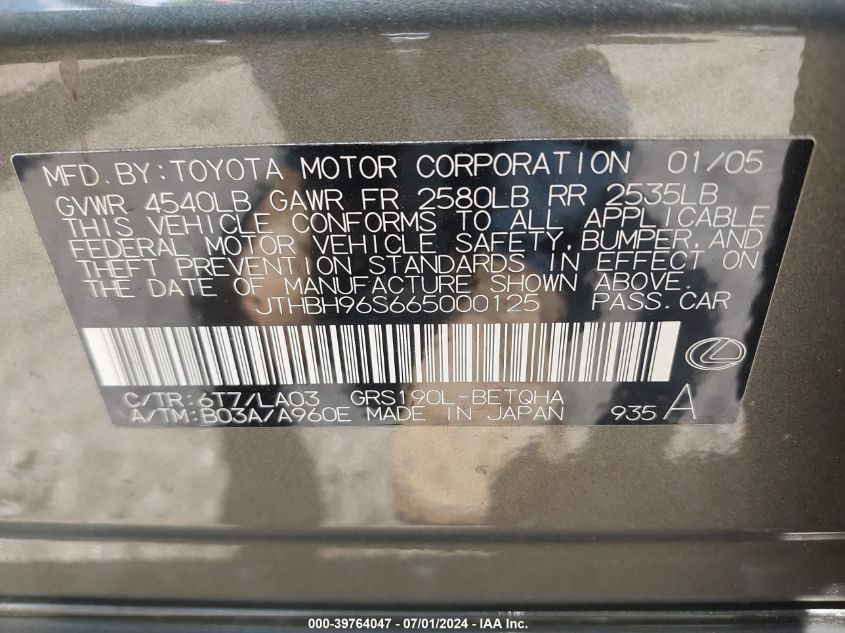 MFD. BY: TOYOTA MOTOR CORPORATION 01/05
GVWR 4540LB GAWR FR 2580LB RR 2535LB
THIS VEHICLE CONFORMS TO ALL APPLICABLE
FEDERAL MOTOR VEHICLE SAFETY, BUMPER, AND
THEFT PREVENTION STANDARDS IN EFFECT ON
THE DATE OF MANUFACTURE SHOWN ABOVE.
JTHBH96S665000125 PASS. CAR
C/TR: 6T7/LA03 GRS190L-BETQHA
A/TM: B03A/A960E MADE IN JAPAN 935 A
000-39764047 - 07/01/2024 - IAA Inc.